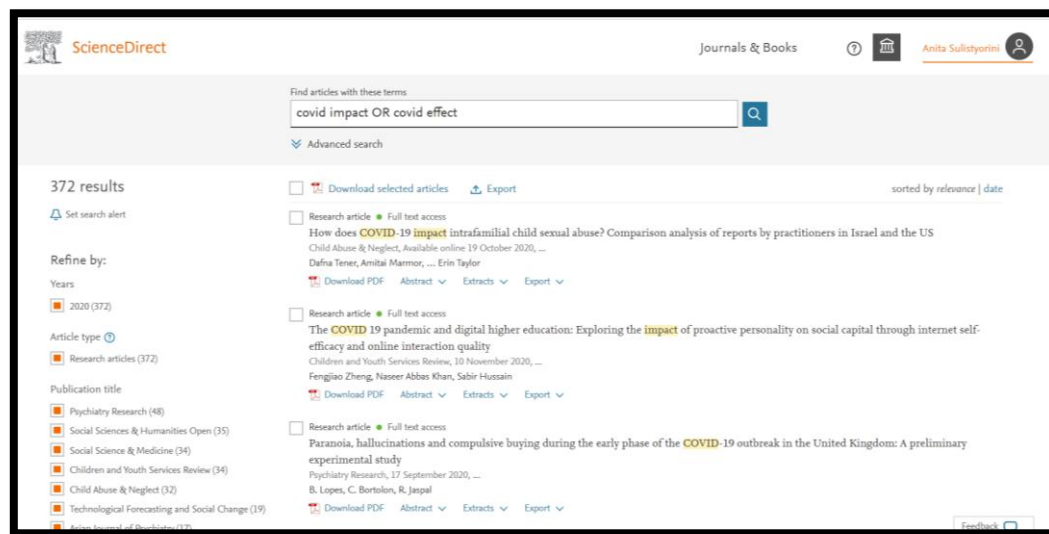 ScienceDirect
Journals & Books
Anita Sulistyorini
Find articles with these terms
covid impact OR covid effect
Advanced search
372 results
Set search alert
Refine by:
Years
2020 (372)
Article type
Research articles (372)
Publication title
Psychiatry Research (48)
Social Sciences & Humanities Open (35)
Social Science & Medicine (34)
Children and Youth Services Review (34)
Child Abuse & Neglect (32)
Technological Forecasting and Social Change (19)
Asian Journal of Psychiatry (17)
Download selected articles Export
sorted by relevance | date
Research article Full text access
How does COVID-19 impact intrafamilial child sexual abuse? Comparison analysis of reports by practitioners in Israel and the US
Child Abuse & Neglect, Available online 19 October 2020, ...
Dafna Tener, Amitai Marmor, ... Erin Taylor
Download PDF Abstract Extracts Export
Research article Full text access
The COVID 19 pandemic and digital higher education: Exploring the impact of proactive personality on social capital through internet self-
efficacy and online interaction quality
Children and Youth Services Review, 10 November 2020, ...
Fengjiao Zheng, Naseer Abbas Khan, Sabir Hussain
Download PDF Abstract Extracts Export
Research article Full text access
Paranoia, hallucinations and compulsive buying during the early phase of the COVID-19 outbreak in the United Kingdom: A preliminary
experimental study
Psychiatry Research, 17 September 2020, ...
B. Lopes, C. Bortolon, R. Jaspal
Download PDF Abstract Extracts Export
Feedback